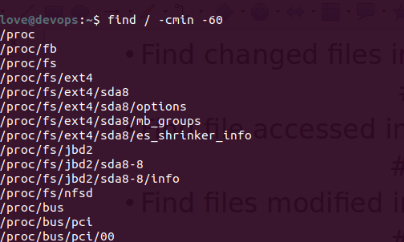 love@devops:~$ find / -cmin -60
/proc
/proc/fb
/proc/fs
/proc/fs/ext4
/proc/fs/ext4/sda8
/proc/fs/ext4/sda8/options
/proc/fs/ext4/sda8/mb_groups
/proc/fs/ext4/sda8/es_shrinker_info
/proc/fs/jbd2
/proc/fs/jbd2/sda8-8
/proc/fs/jbd2/sda8-8/info
/proc/fs/nfsd
/proc/bus
/proc/bus/pci
/proc/bus/pci/00
• Find changed files in
#
file accessed in
#
• Find files modified in